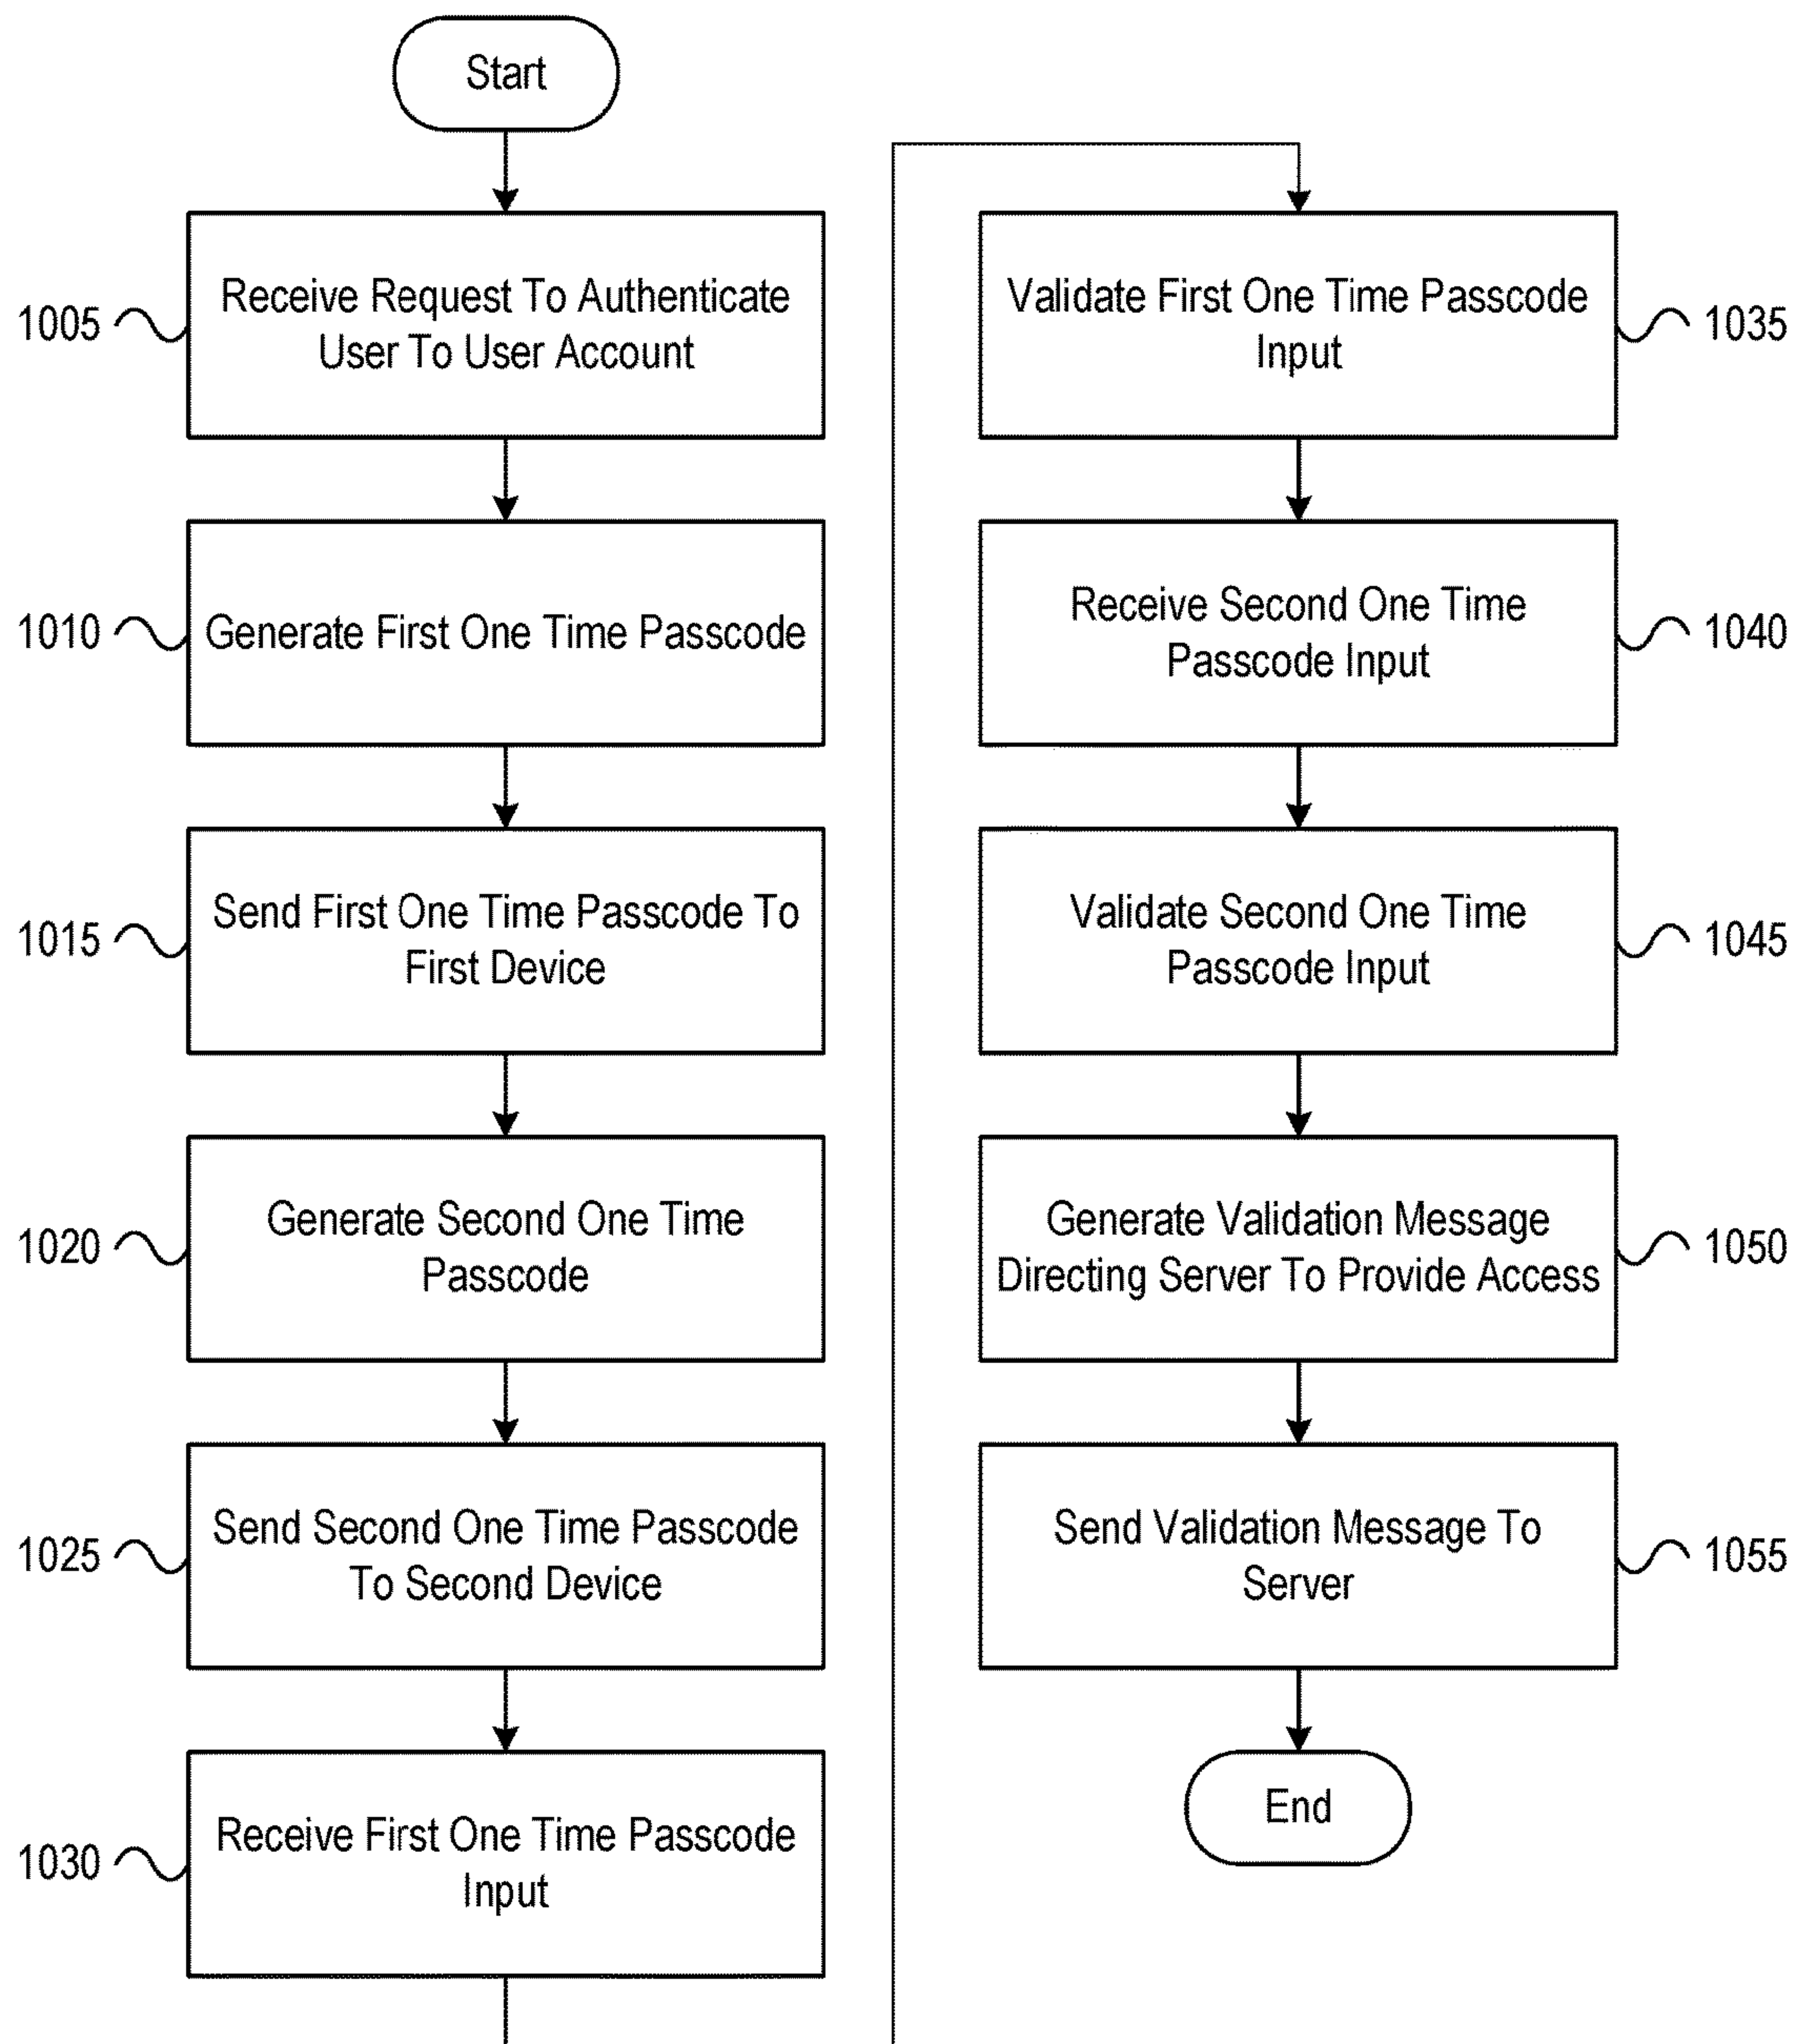 Start
1005
Receive Request To Authenticate
User To User Account
1010
Generate First One Time Passcode
1015
Send First One Time Passcode To
First Device
1020
Generate Second One Time
Passcode
1025
Send Second One Time Passcode
To Second Device
1030
Receive First One Time Passcode
Input
Validate First One Time Passcode
Input
1035
Receive Second One Time
Passcode Input
1040
Validate Second One Time
Passcode Input
1045
Generate Validation Message
Directing Server To Provide Access
1050
Send Validation Message To
Server
1055
End